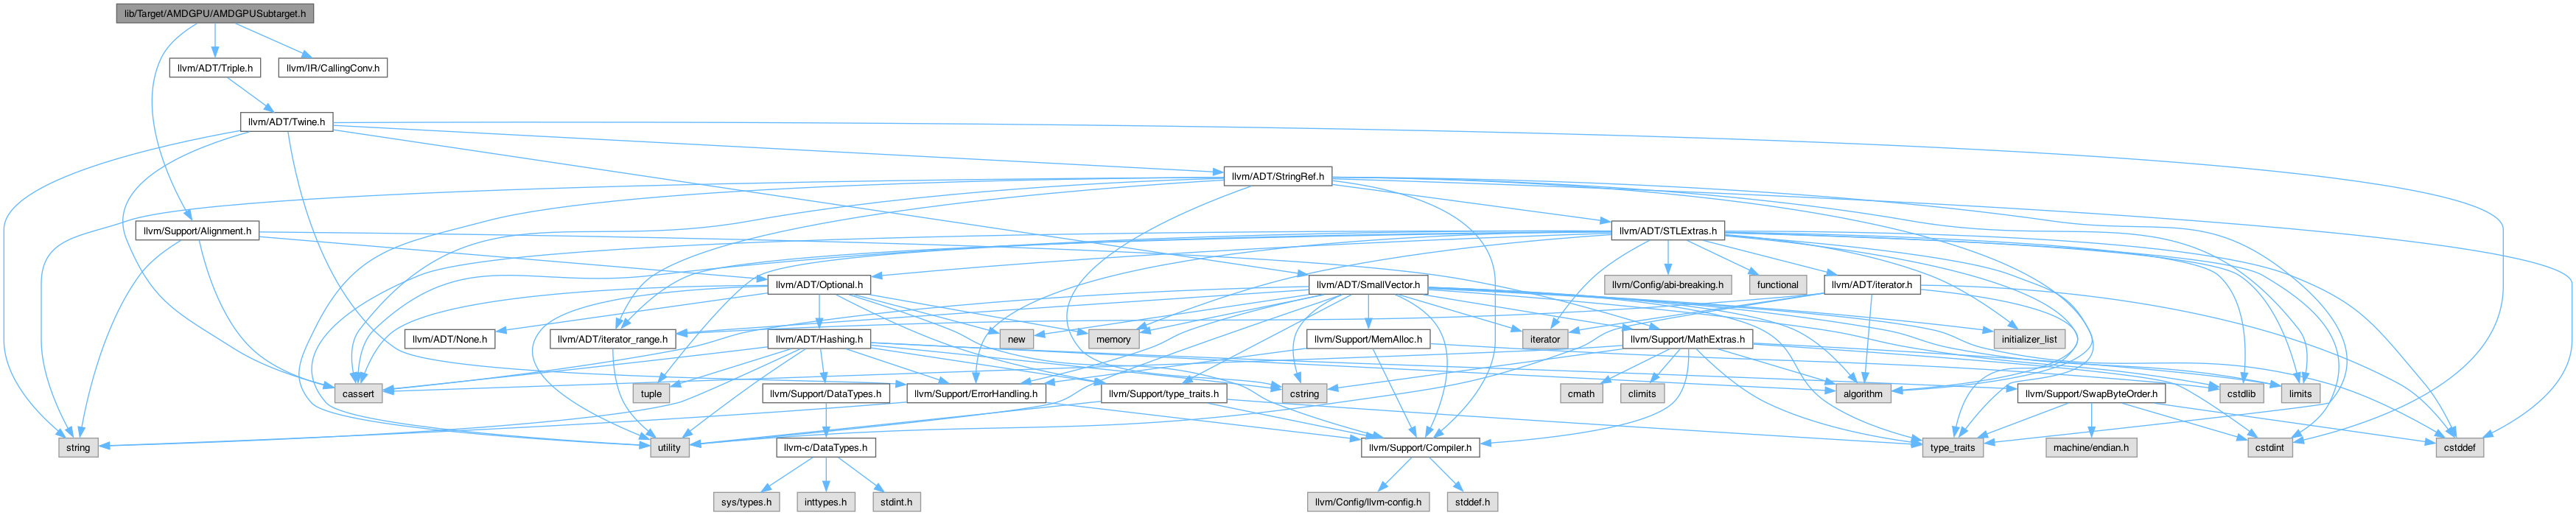 lib/Target/AMDGPU/AMDGPUSubtarget.h
llvm/ADT/Triple.h
llvm/IR/CallingConv.h
llvm/ADT/Twine.h
llvm/ADT/StringRef.h
llvm/Support/Alignment.h
llvm/ADT/STLExtras.h
llvm/ADT/Optional.h
llvm/ADT/SmallVector.h
llvm/Config/abi-breaking.h
functional
llvm/ADT/iterator.h
llvm/ADT/None.h
llvm/ADT/iterator_range.h
llvm/ADT/Hashing.h
new
memory
llvm/Support/MemAlloc.h
iterator
llvm/Support/MathExtras.h
initializer_list
cassert
tuple
llvm/Support/DataTypes.h
llvm/Support/ErrorHandling.h
llvm/Support/type_traits.h
cstring
cmath
climits
algorithm
llvm/Support/SwapByteOrder.h
cstdlib
limits
string
utility
llvm-c/DataTypes.h
llvm/Support/Compiler.h
type_traits
machine/endian.h
cstdint
cstddef
sys/types.h
inttypes.h
stdint.h
llvm/Config/llvm-config.h
stddef.h